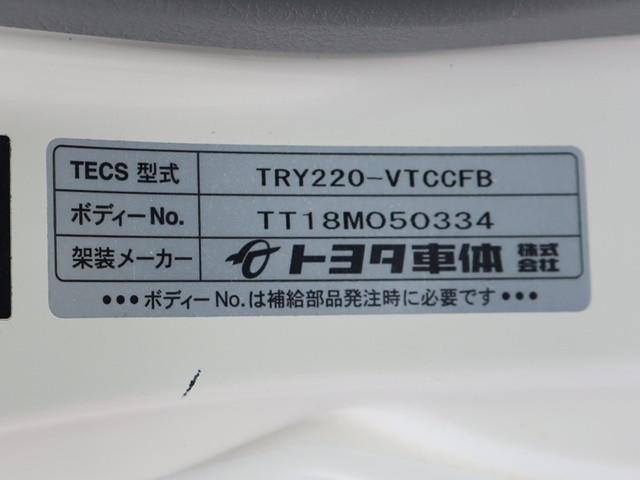 TECS 型式 TRY220-VTCCFB
ボディーNo. TT18M050334
架装メーカー トヨタ車体 株式会社
●●●ボディーNo.は補給部品発注時に必要です●●●